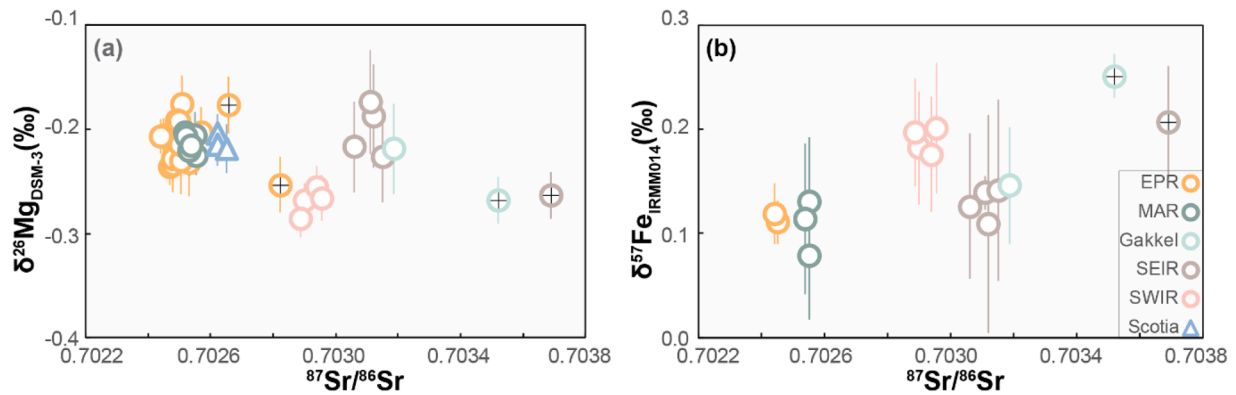 (a)
-0.1
-0.2
-0.3
-0.4
δ26MgDSM-3(‰)
0.7022 0.7026 0.7030 0.7034 0.7038
87Sr/86Sr
(b)
0.3
0.2
0.1
0.0
δ57FeIRMM014(‰)
0.7022 0.7026 0.7030 0.7034 0.7038
87Sr/86Sr
EPR
MAR
Gakkel
SEIR
SWIR
Scotia